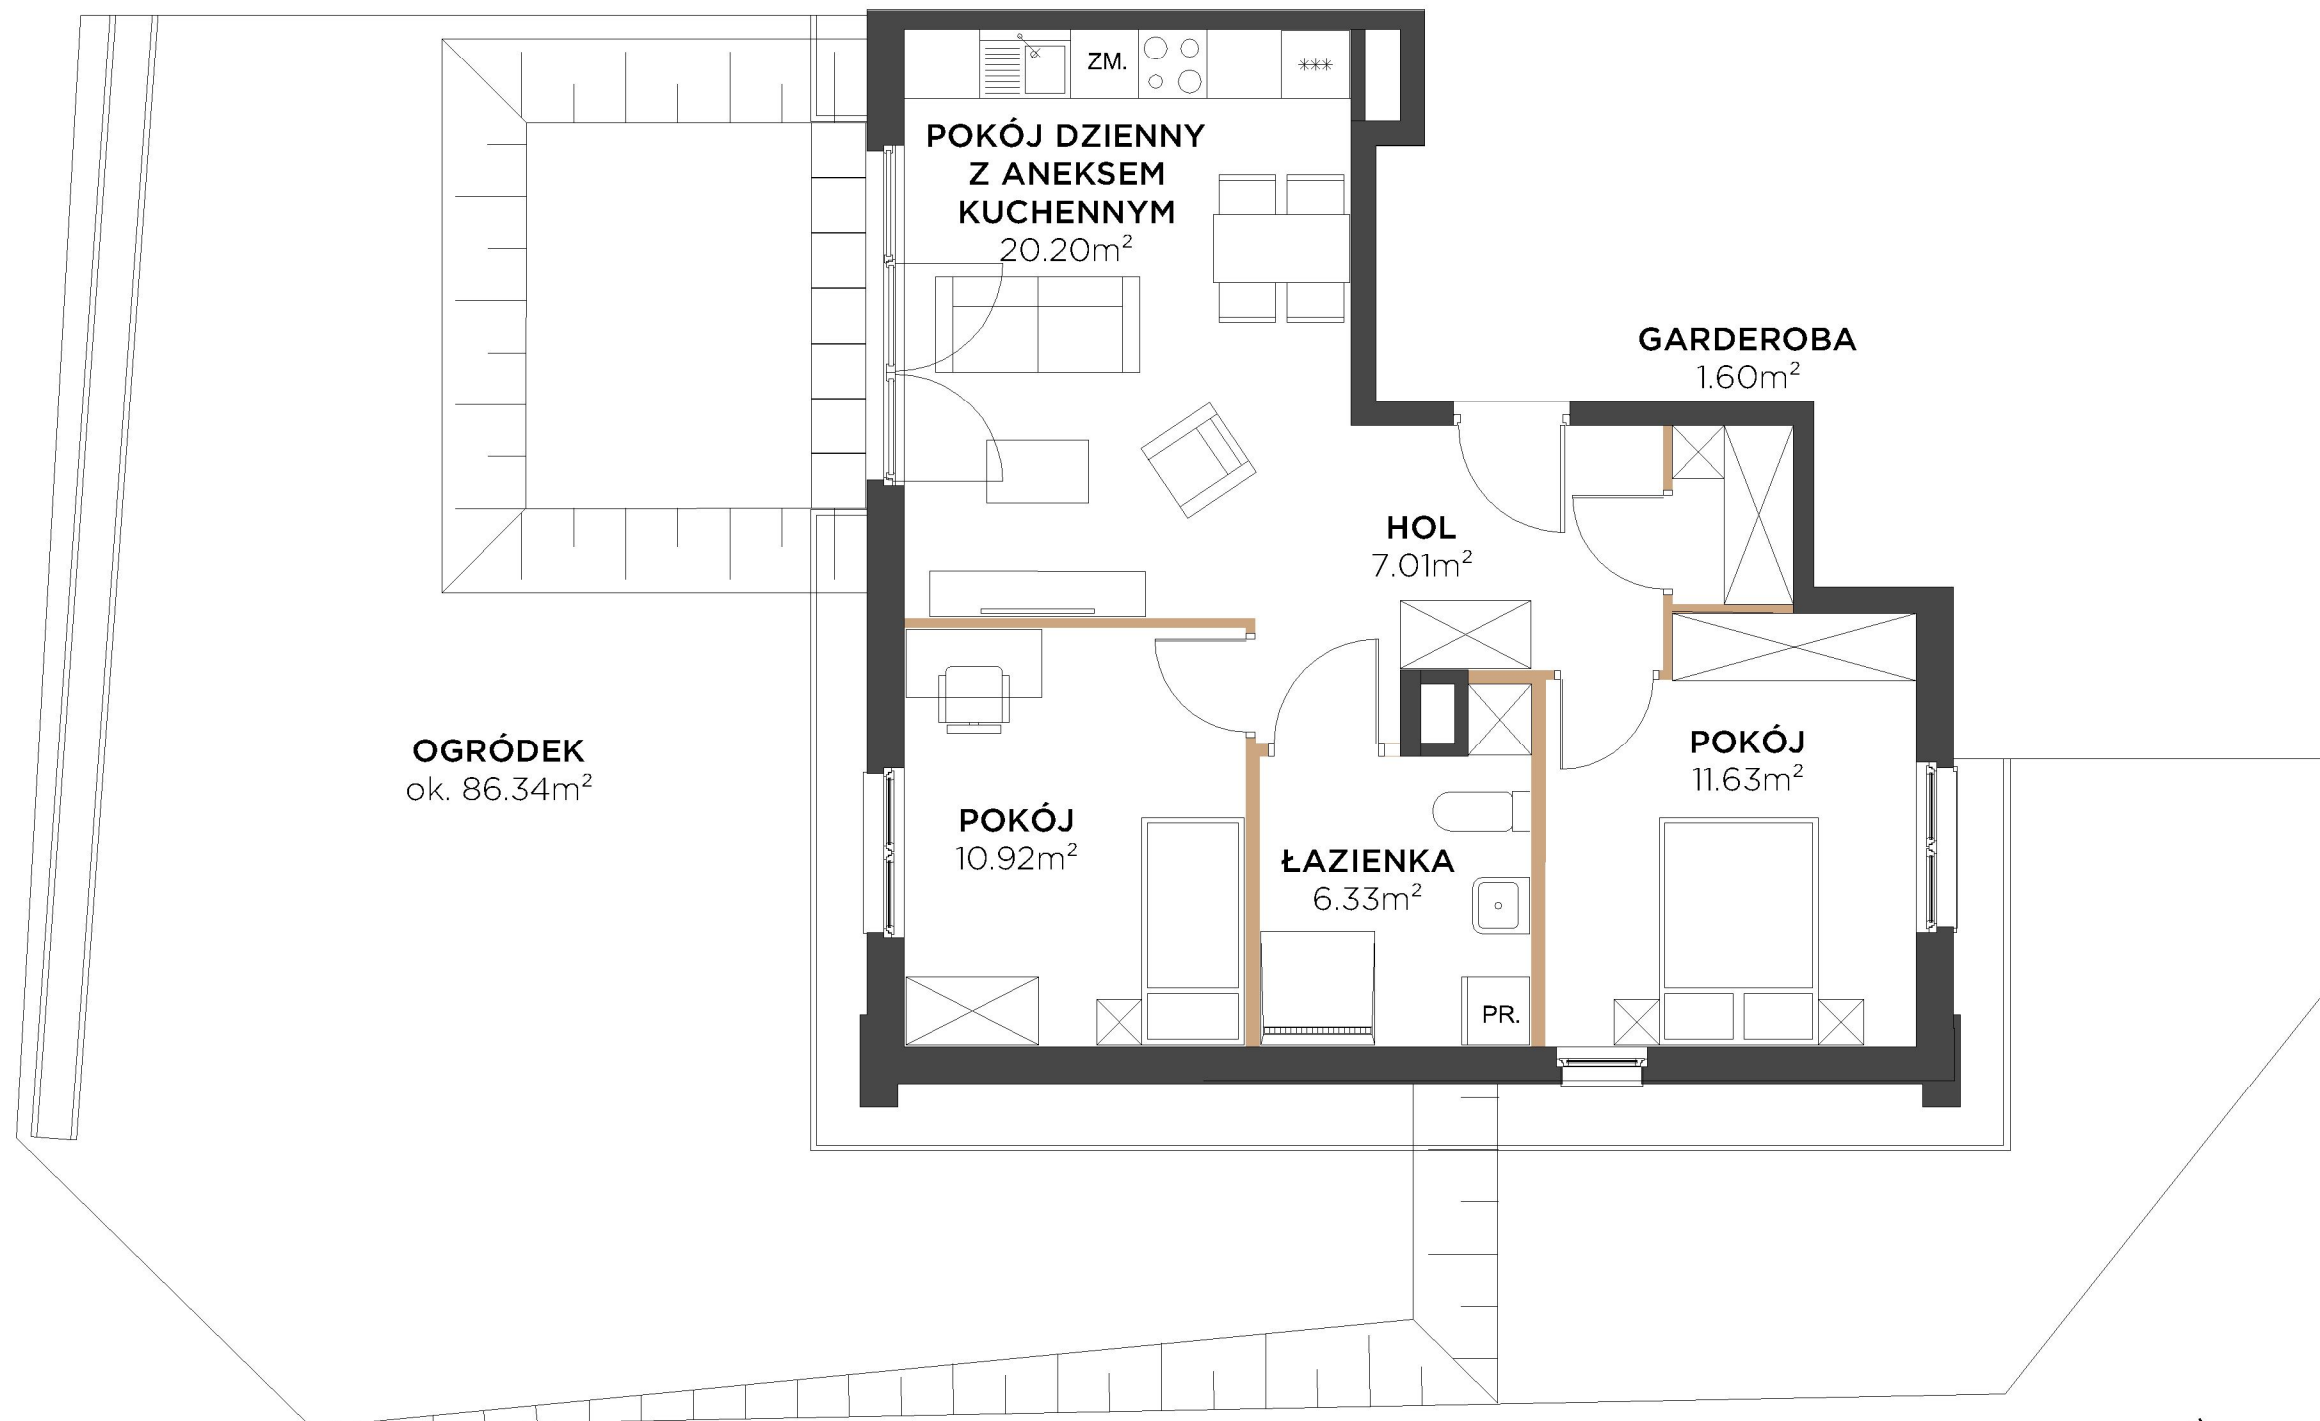 ZM.
***
POKÓJ DZIENNY
Z ANEKSEM
KUCHENNYM
20.20m²
GARDEROBA
1.60m²
HOL
7.01m²
OGRÓDEK
ok. 86.34m²
POKÓJ
11.63m²
POKÓJ
10.92m²
ŁAZIENKA
6.33m²
PR.